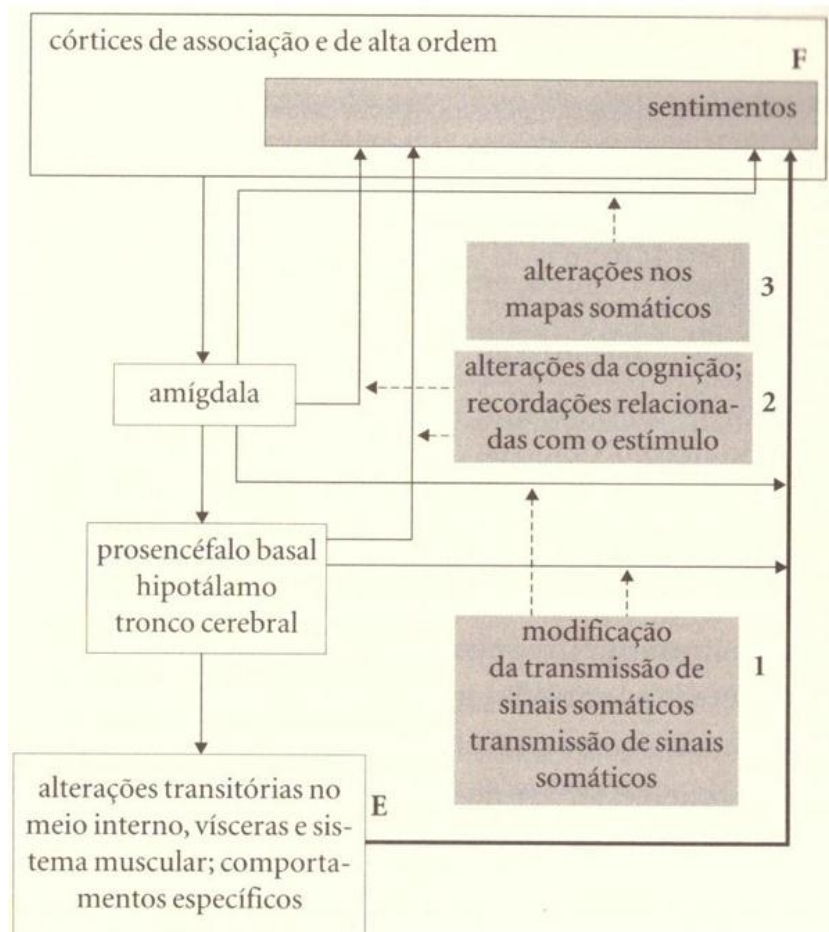 córtices de associação e de alta ordem
F
sentimentos
alterações nos
mapas somáticos
3
alterações da cognição;
recordações relaciona-
das com o estímulo
2
amígdala
prosencéfalo basal
hipotálamo
tronco cerebral
modificação
da transmissão de
sinais somáticos
transmissão de sinais
somáticos
1
alterações transitórias no
meio interno, vísceras e sis-
tema muscular; comporta-
mentos específicos
E